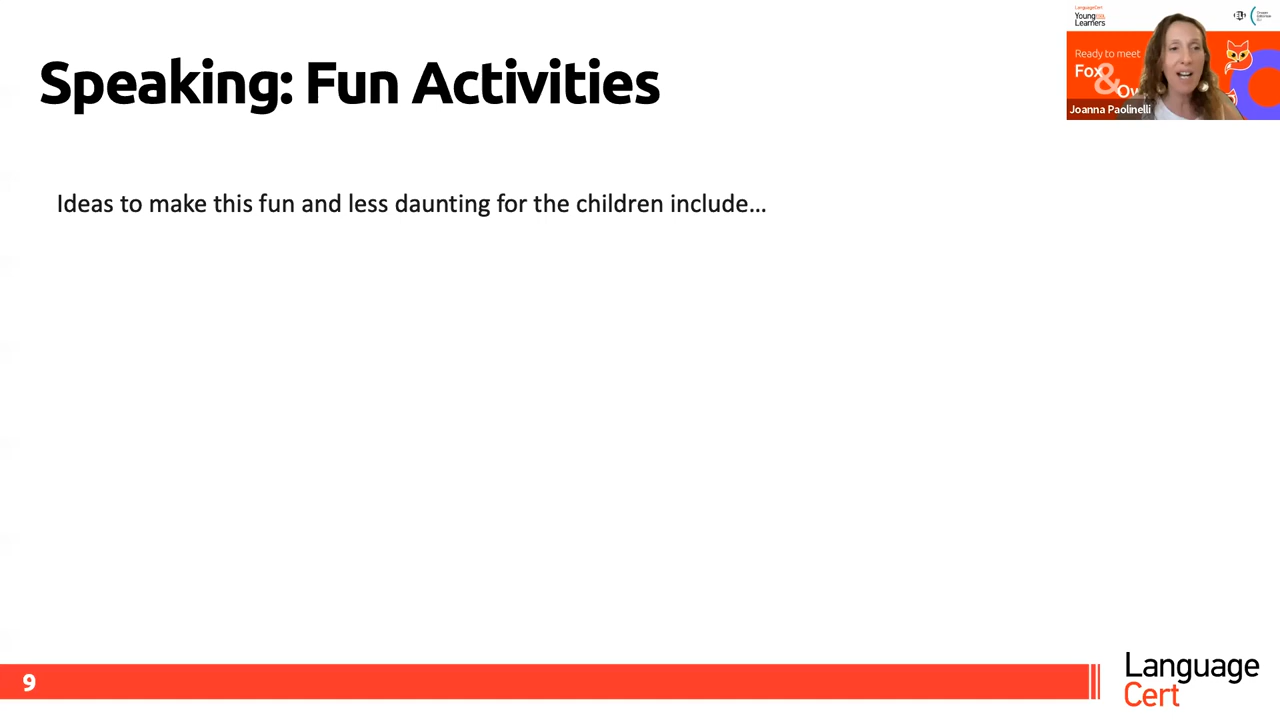 Speaking: Fun Activities
Ideas to make this fun and less daunting for the children include...
LanguageCert
Young
Learners
Ready to meet
Fox
&
Ow
Joanna Paolinelli
9
Language
Cert